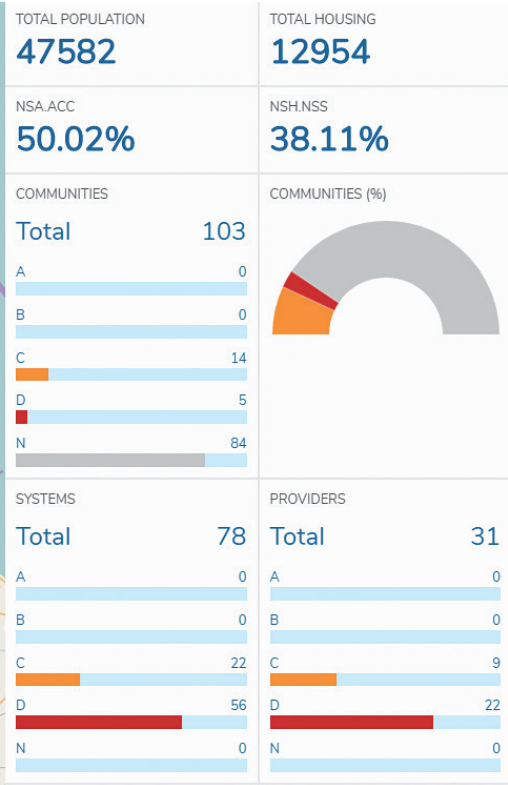 TOTAL POPULATION
47582
TOTAL HOUSING
12954
NSA.ACC
50.02%
NSH.NSS
38.11%
COMMUNITIES
Total 103
A 0
B 0
C 14
D 5
N 84
COMMUNITIES (%)
SYSTEMS
Total 78
A 0
B 0
C 22
D 56
N 0
PROVIDERS
Total 31
A 0
B 0
C 9
D 22
N 0